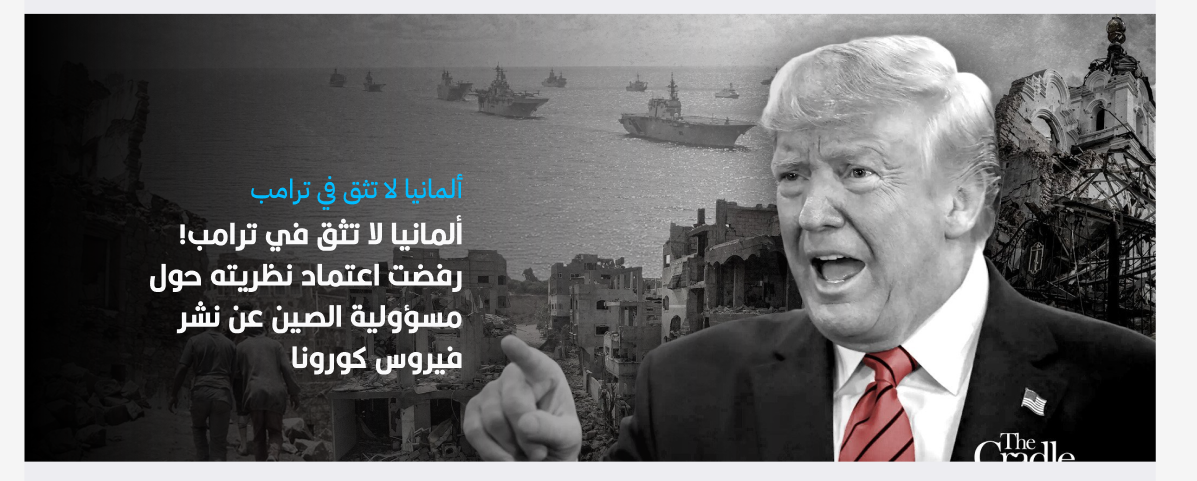 ألمانيا لا تثق في ترامب
ألمانيا لا تثق في ترامب!
رفضت اعتماد نظريته حول
مسؤولية الصين عن نشر
فيروس كورونا
The
Cradle